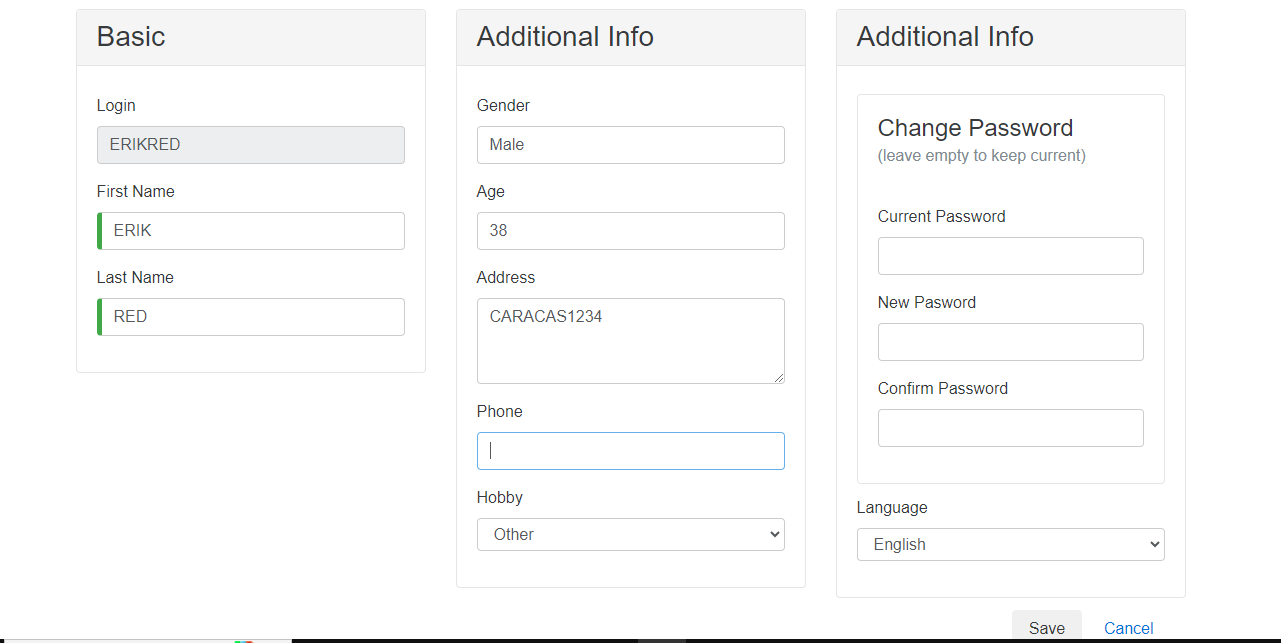 Basic
Login
ERIKRED
First Name
ERIK
Last Name
RED
Additional Info
Gender
Male
Age
38
Address
CARACAS1234
Phone
Hobby
Other
Additional Info
Change Password
(leave empty to keep current)
Current Password
New Pasword
Confirm Password
Language
English
Save
Cancel